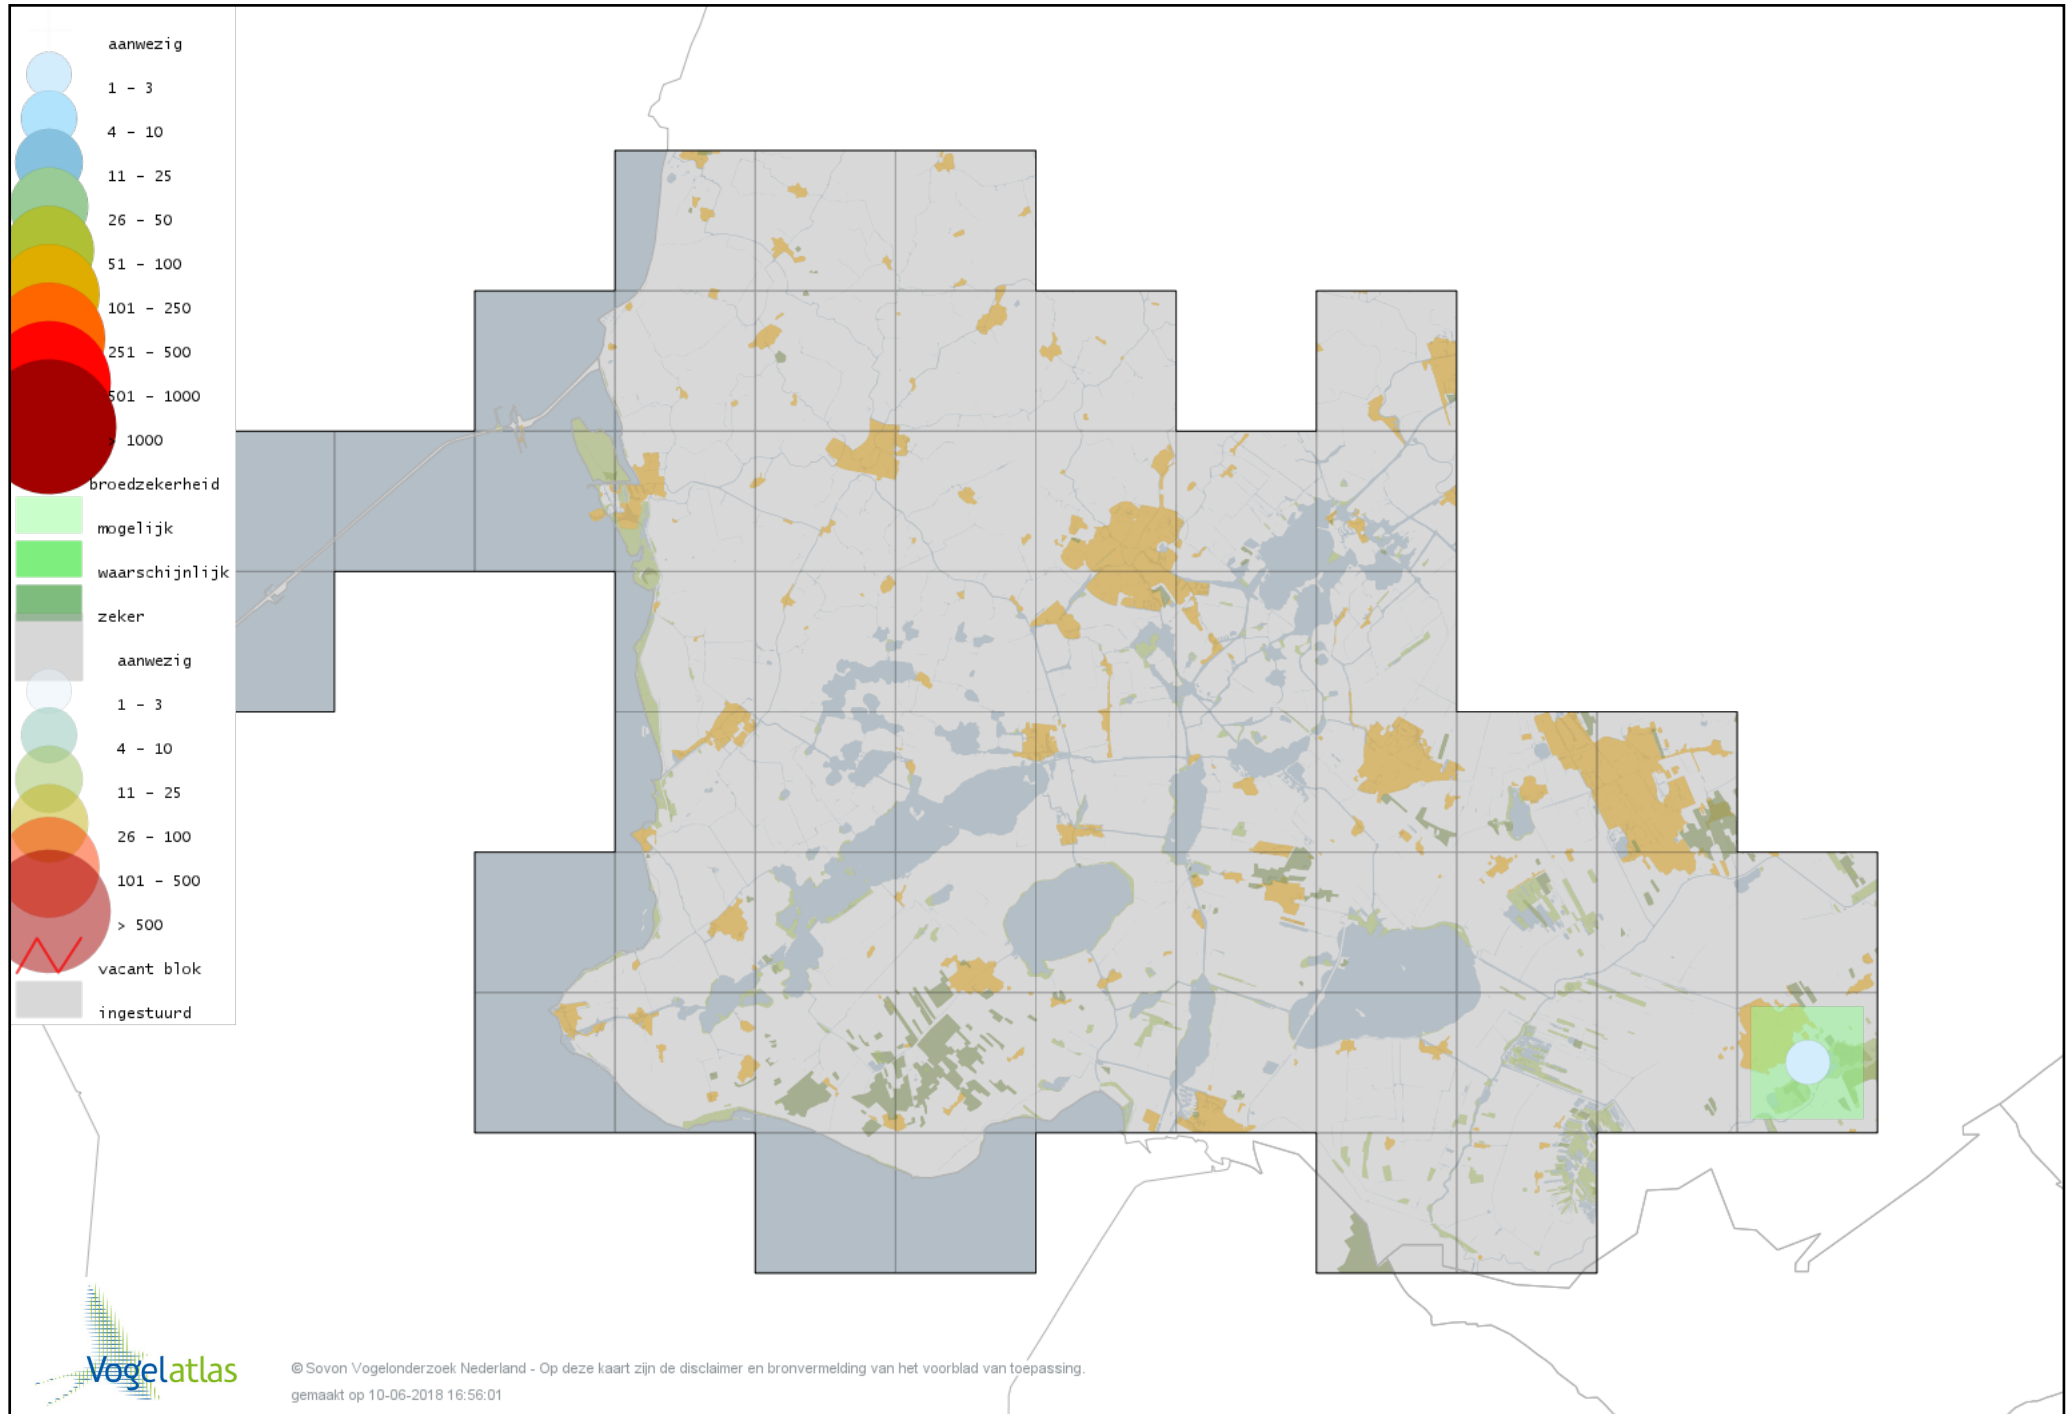 aanwezig
1 - 3
4 - 10
11 - 25
26 - 50
51 - 100
101 - 250
251 - 500
501 - 1000
> 1000
broedzekerheid
mogelijk
waarschijnlijk
zeker
aanwezig
1 - 3
4 - 10
11 - 25
26 - 100
101 - 500
> 500
vacant blok
ingestuurd
Vogelatlas
© Sovon Vogelonderzoek Nederland - Op deze kaart zijn de disclaimer en bronvermelding van het voorblad van toepassing.
gemaakt op 10-06-2018 16:56:01